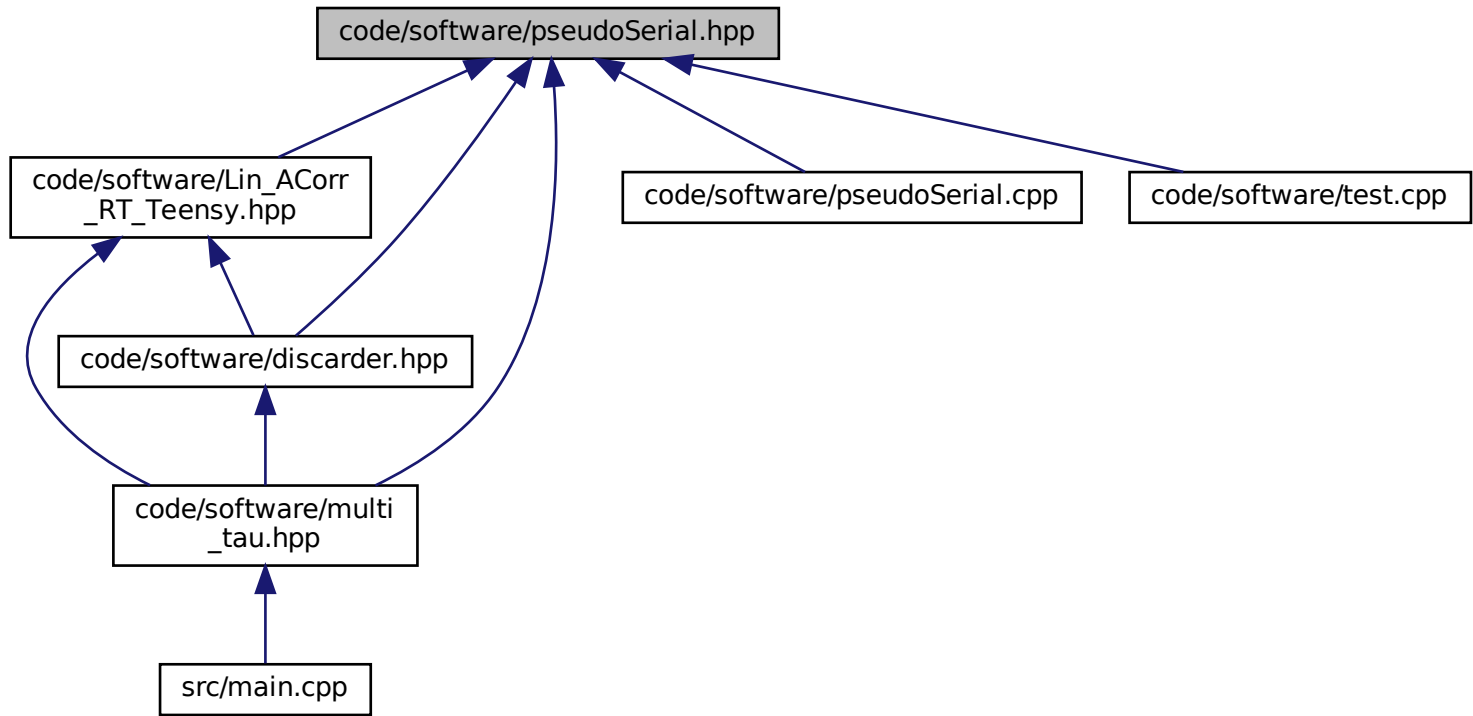 code/software/pseudoSerial.hpp
code/software/Lin_ACorr
_RT_Teensy.hpp
code/software/pseudoSerial.cpp
code/software/test.cpp
code/software/discarder.hpp
code/software/multi
_tau.hpp
src/main.cpp